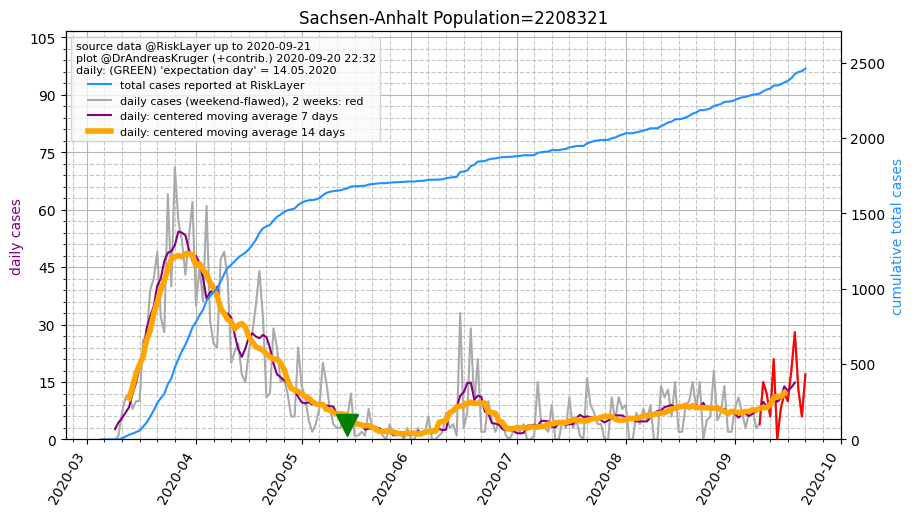 Sachsen-Anhalt Population=2208321
source data @RiskLayer up to 2020-09-21
plot @DrAndreasKruger (+contrib.) 2020-09-20 22:32
daily: (GREEN) 'expectation day' = 14.05.2020
total cases reported at RiskLayer
daily cases (weekend-flawed), 2 weeks: red
daily: centered moving average 7 days
daily: centered moving average 14 days
daily cases
105
90
75
60
45
30
15
0
cumulative total cases
2500
2000
1500
1000
500
0
2020-03
2020-04
2020-05
2020-06
2020-07
2020-08
2020-09
2020-10